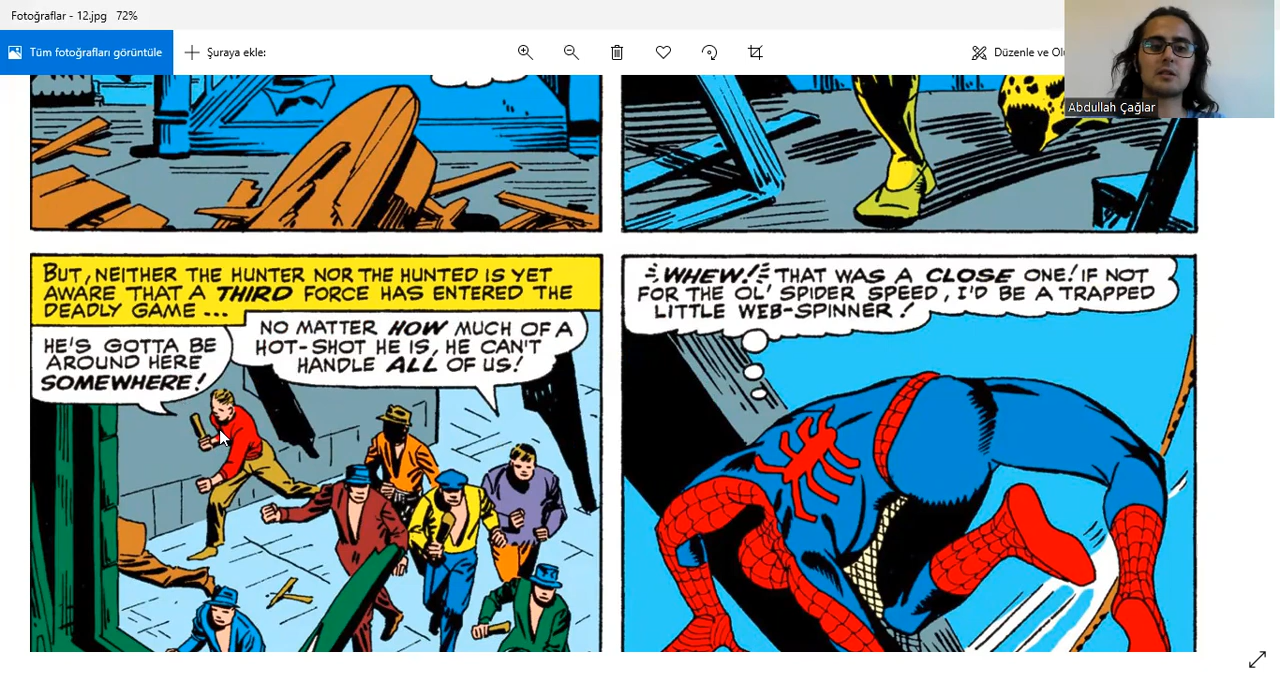 Fotoğraflar - 12.jpg 72%
Tüm fotoğrafları görüntüle
Şuraya ekle:
Düzenle ve Ol
Abdullah Çağlar
BUT, NEITHER THE HUNTER NOR THE HUNTED IS YET
AWARE THAT A THIRD FORCE HAS ENTERED THE
DEADLY GAME ...
HE'S GOTTA BE
AROUND HERE
SOMEWHERE!
NO MATTER HOW MUCH OF A
HOT-SHOT HE IS, HE CAN'T
HANDLE ALL OF US!
WHEW! THAT WAS A CLOSE ONE! IF NOT
FOR THE OL' SPIDER SPEED, I'D BE A TRAPPED
LITTLE WEB-SPINNER!